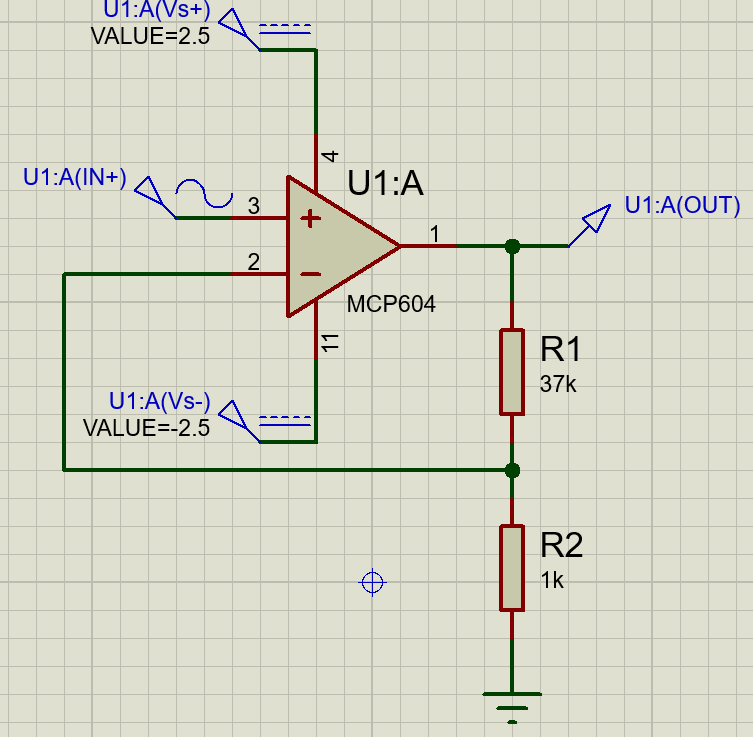 U1:A(Vs+)
VALUE=2.5
4
U1:A(IN+)
3
U1:A
U1:A(OUT)
1
2
MCP604
11
R1
37k
U1:A(Vs-)
VALUE=-2.5
R2
1k